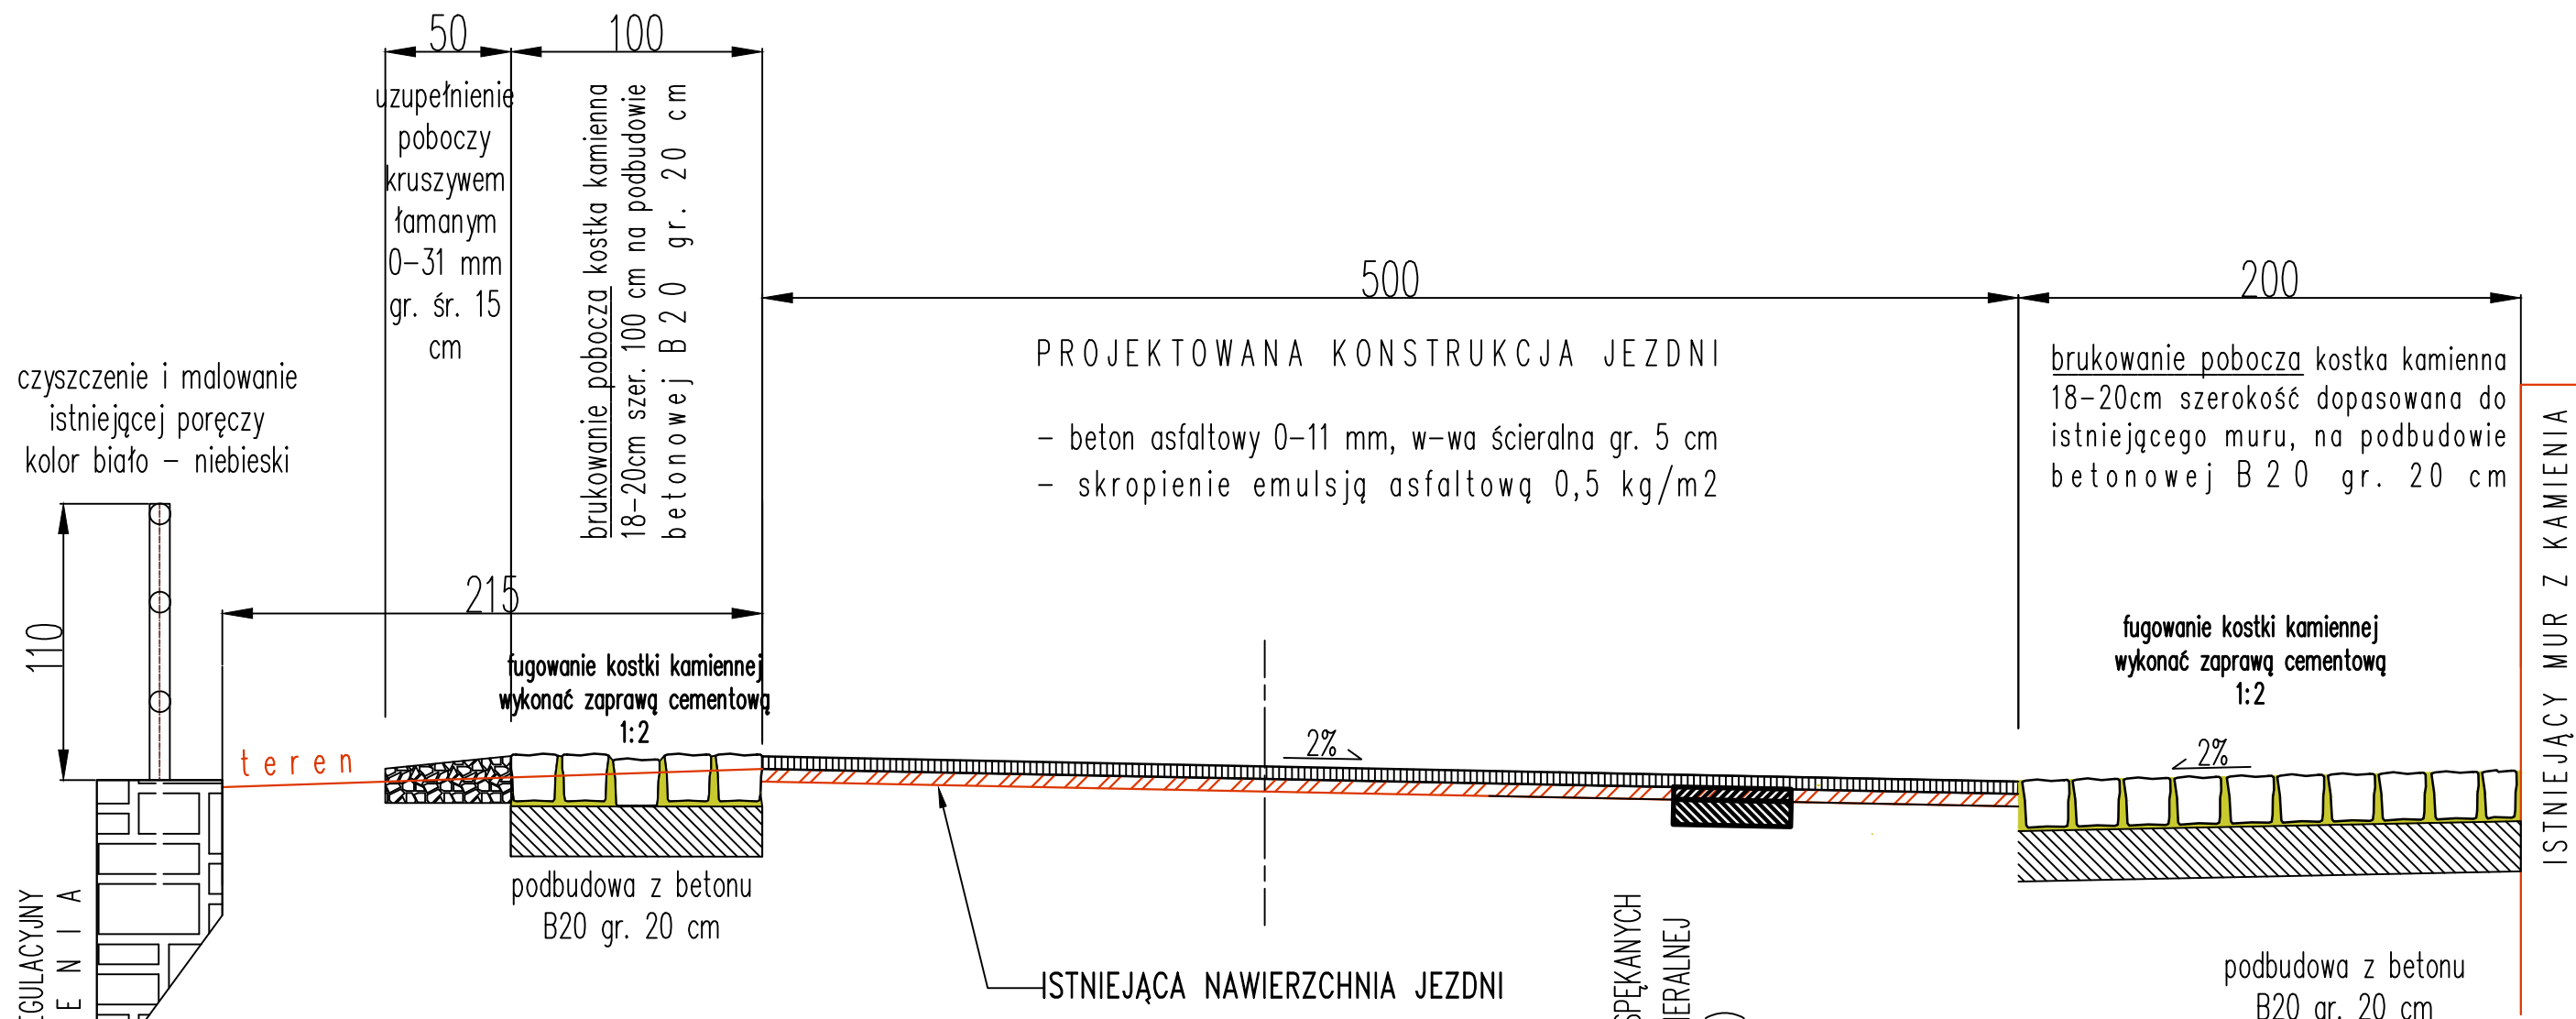 50
100
uzupełnienie
poboczy
kruszywem
łamanym
0-31 mm
gr. śr. 15
cm
brukowanie pobocza kostka kamienna
18-20cm szer. 100 cm na podbudowie
betonowej B20 gr. 20 cm
500
200
PROJEKTOWANA KONSTRUKCJA JEZDNI
- beton asfaltowy 0-11 mm, w-wa ścieralna gr. 5 cm
- skropienie emulsją asfaltową 0,5 kg/m2
brukowanie pobocza kostka kamienna
18-20cm szerokość dopasowana do
istniejącego muru, na podbudowie
betonowej B20 gr. 20 cm
czyszczenie i malowanie
istniejącej poręczy
kolor biało - niebieski
110
215
fugowanie kostki kamiennej
wykonać zaprawą cementową
1:2
fugowanie kostki kamiennej
wykonać zaprawą cementową
1:2
ISTNIEJĄCY MUR Z KAMIENIA
teren
2%
2%
podbudowa z betonu
B20 gr. 20 cm
ISTNIEJĄCA NAWIERZCHNIA JEZDNI
podbudowa z betonu
B20 gr. 20 cm